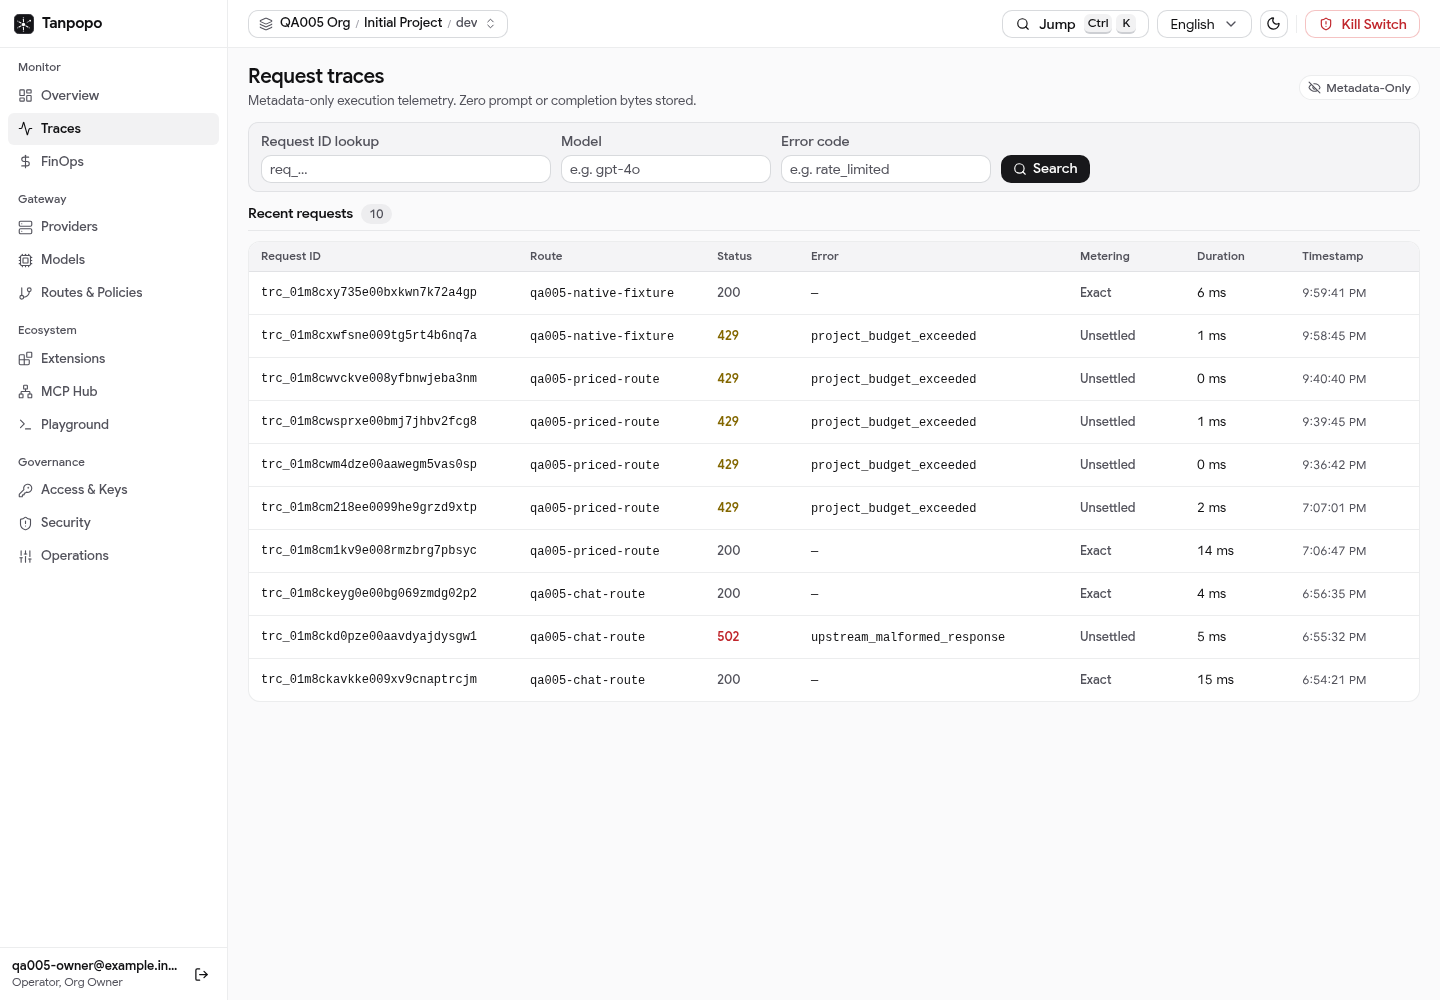 Tanpopo
QA005 Org / Initial Project / dev
Jump Ctrl K
English
Kill Switch
Monitor
Overview
Traces
FinOps
Gateway
Providers
Models
Routes & Policies
Ecosystem
Extensions
MCP Hub
Playground
Governance
Access & Keys
Security
Operations
qa005-owner@example.in...
Operator, Org Owner
Request traces
Metadata-only execution telemetry. Zero prompt or completion bytes stored.
Metadata-Only
Request ID lookup Model Error code
req_... e.g. gpt-4o e.g. rate_limited Search
Recent requests 10
Request ID Route Status Error Metering Duration Timestamp
trc_01m8cxy735e00bxkwn7k72a4gp qa005-native-fixture 200 — Exact 6 ms 9:59:41 PM
trc_01m8cxwfsne009tg5rt4b6nq7a qa005-native-fixture 429 project_budget_exceeded Unsettled 1 ms 9:58:45 PM
trc_01m8cwvckve008yfbnwjeba3nm qa005-priced-route 429 project_budget_exceeded Unsettled 0 ms 9:40:40 PM
trc_01m8cwsprxe00bmj7jhbv2fcg8 qa005-priced-route 429 project_budget_exceeded Unsettled 1 ms 9:39:45 PM
trc_01m8cwm4dze00aawegm5vas0sp qa005-priced-route 429 project_budget_exceeded Unsettled 0 ms 9:36:42 PM
trc_01m8cm218ee0099he9grzd9xtp qa005-priced-route 429 project_budget_exceeded Unsettled 2 ms 7:07:01 PM
trc_01m8cm1kv9e008rmzbrg7pbsyc qa005-priced-route 200 — Exact 14 ms 7:06:47 PM
trc_01m8ckeyg0e00bg069zmdg02p2 qa005-chat-route 200 — Exact 4 ms 6:56:35 PM
trc_01m8ckd0pze00aavdyajdysgw1 qa005-chat-route 502 upstream_malformed_response Unsettled 5 ms 6:55:32 PM
trc_01m8ckavkke009xv9cnaptrcjm qa005-chat-route 200 — Exact 15 ms 6:54:21 PM